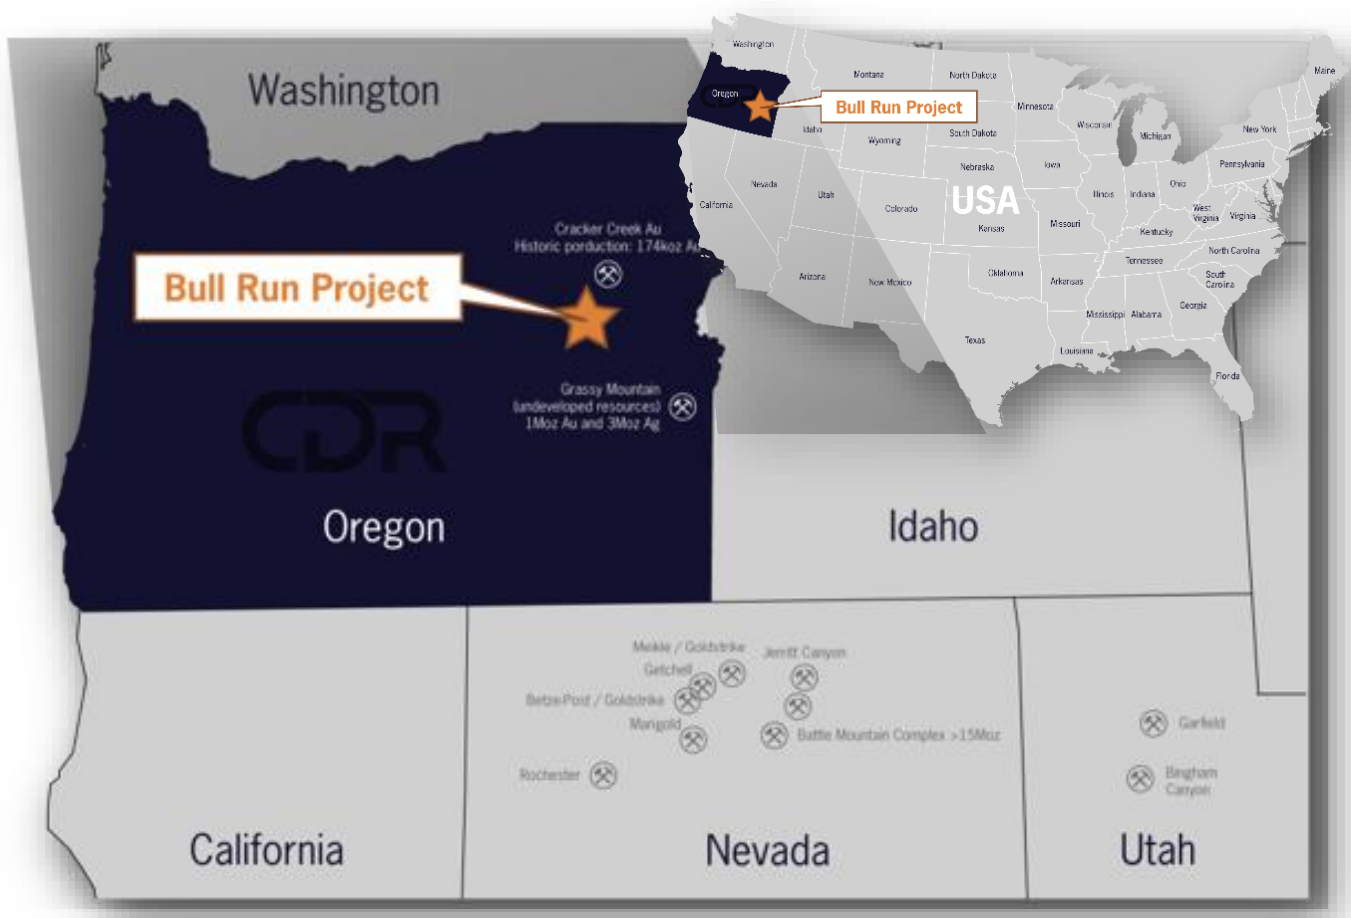 Washington
Cracker Creek Au
Historic porduction: 174koz Au
Bull Run Project
Grassy Mountain
(undeveloped resources)
1Moz Au and 3Moz Ag
CDR
Oregon
Idaho
Meikle / Goldstrike
Jerritt Canyon
Getchell
Betze-Post / Goldstrike
Marigold
Battle Mountain Complex >15Moz
Rochester
Garfield
Bingham
Canyon
California
Nevada
Utah
Washington
Montana
North Dakota
Minnesota
Maine
Oregon
CDR
Bull Run Project
Idaho
Wyoming
South Dakota
Wisconsin
Michigan
New York
Nebraska
Iowa
Pennsylvania
Nevada
Utah
Colorado
USA
Kansas
Illinois
Indiana
Ohio
California
Missouri
West
Virginia
Virginia
Kentucky
Arizona
New Mexico
Oklahoma
Arkansas
Tennessee
North Carolina
South
Carolina
Mississippi
Alabama
Georgia
Texas
Louisiana
Florida